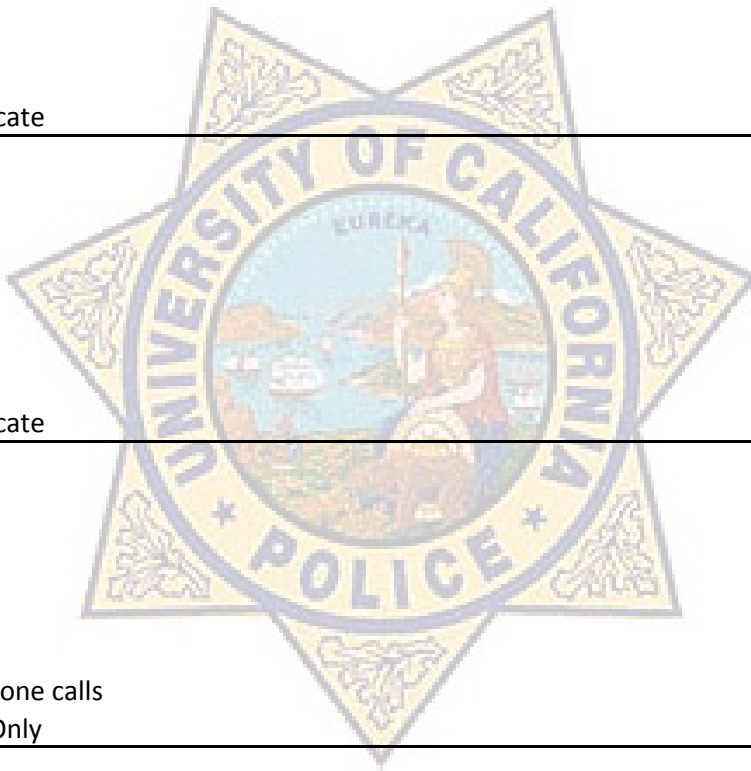 cate
UNIVERSITY OF CALIFORNIA
EUREKA
cate
* POLICE *
one calls
Only